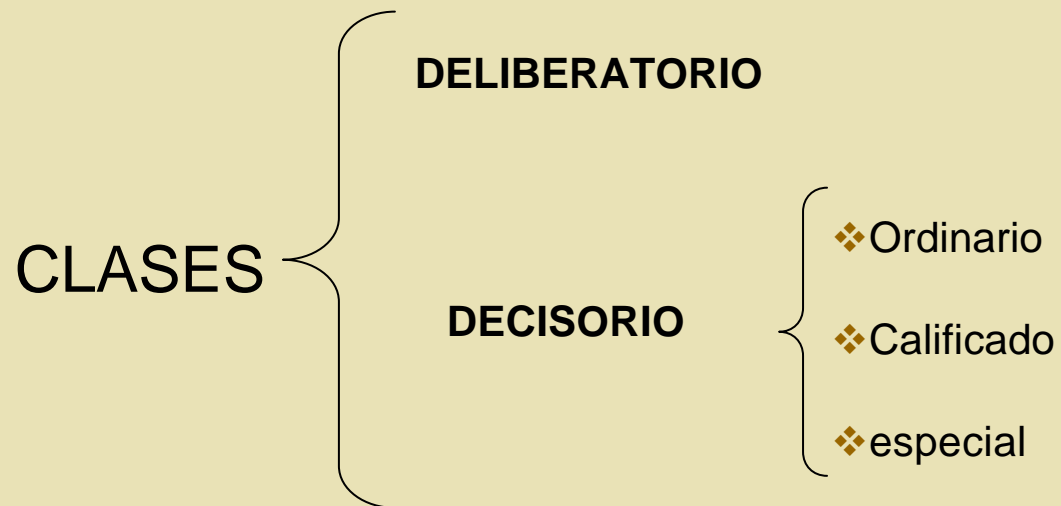 DELIBERATORIO
CLASES
DECISORIO
❖Ordinario
❖Calificado
❖especial